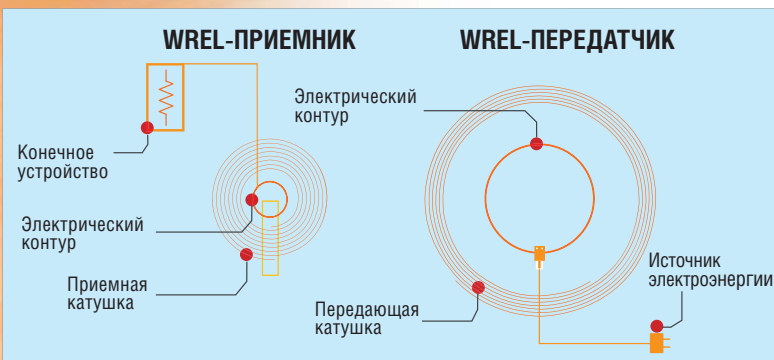 WREL-ПРИЕМНИК
WREL-ПЕРЕДАТЧИК
Электрический
контур
Конечное
устройство
Электрический
контур
Приемная
катушка
Передающая
катушка
Источник
электроэнергии